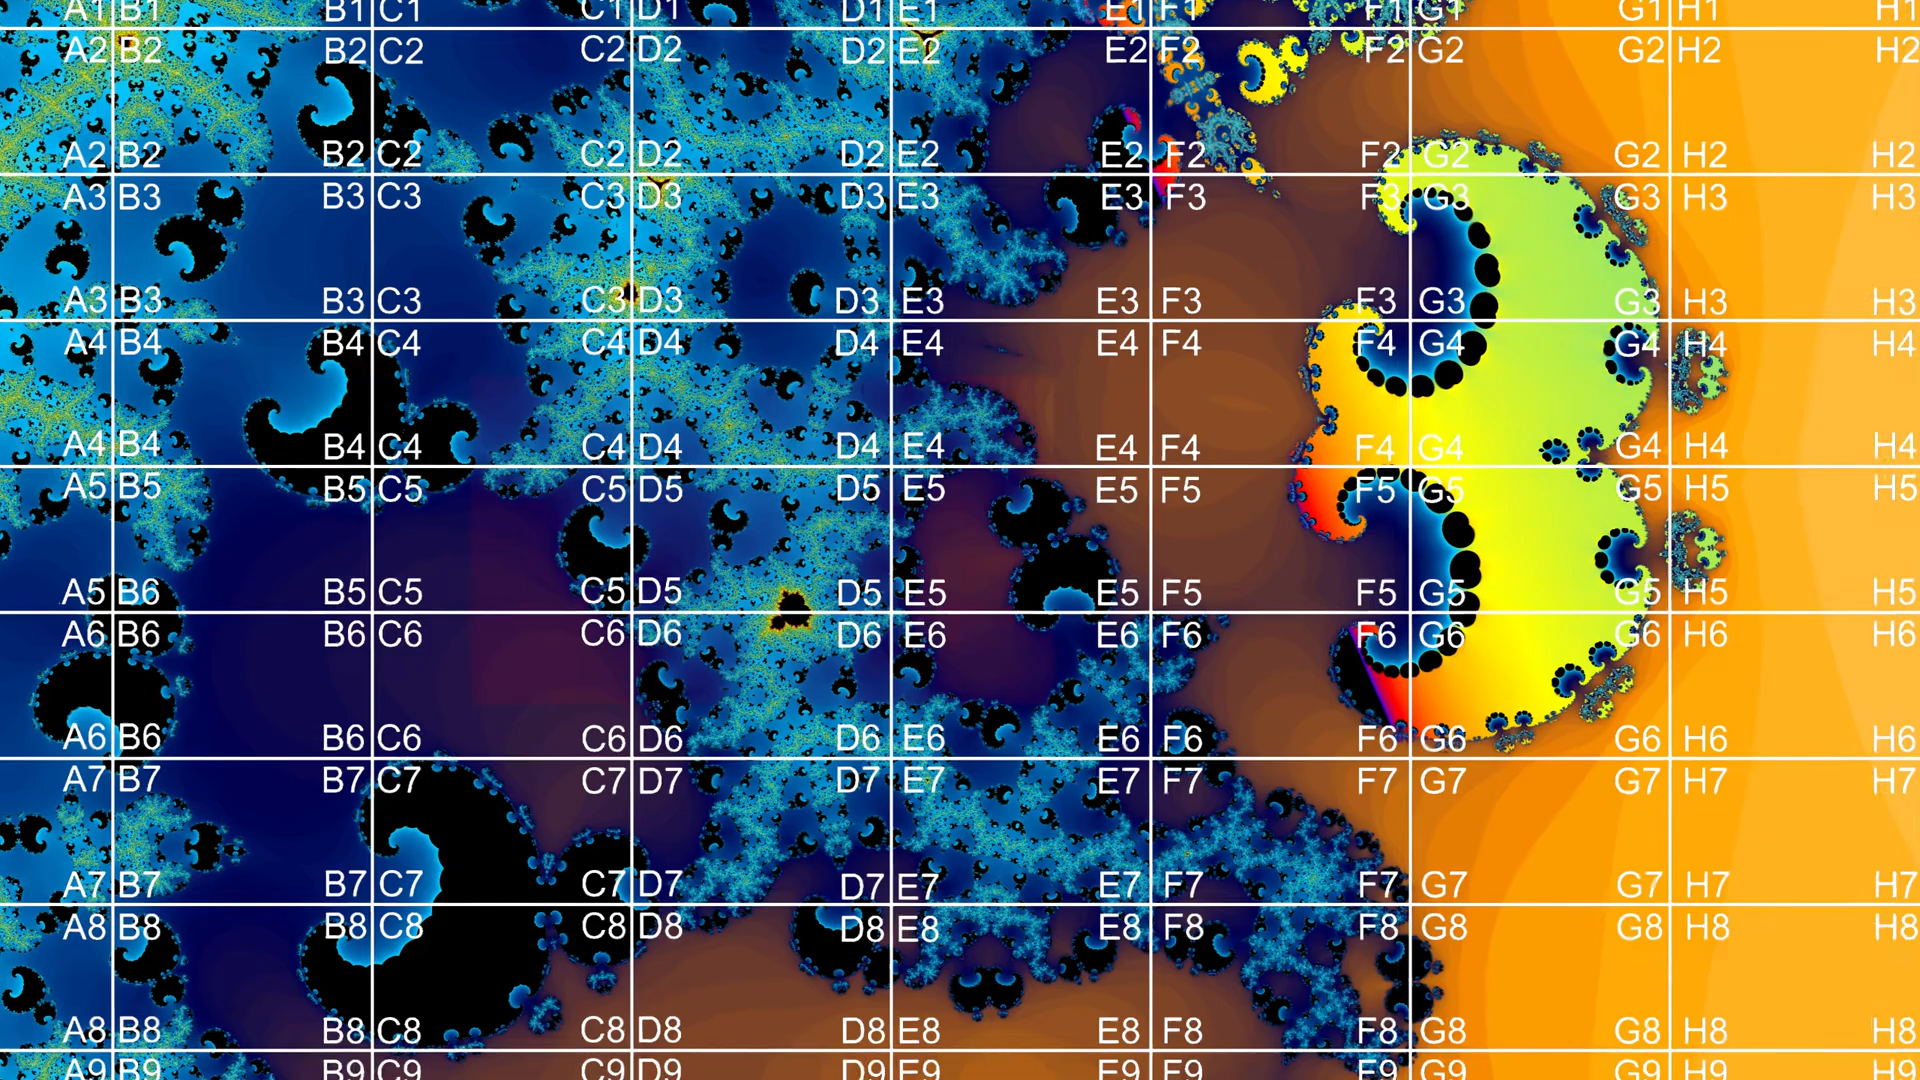 A1 B1 B1 C1 C1 D1 D1 E1 E1 F1 F1 G1 G1 H1 H1
A2 B2 B2 C2 C2 D2 D2 E2 E2 F2 F2 G2 G2 H2 H2
A2 B2 B2 C2 C2 D2 D2 E2 E2 F2 F2 G2 G2 H2 H2
A3 B3 B3 C3 C3 D3 D3 E3 E3 F3 F3 G3 G3 H3 H3
A3 B3 B3 C3 C3 D3 D3 E3 E3 F3 F3 G3 G3 H3 H3
A4 B4 B4 C4 C4 D4 D4 E4 E4 F4 F4 G4 G4 H4 H4
A4 B4 B4 C4 C4 D4 D4 E4 E4 F4 F4 G4 G4 H4 H4
A5 B5 B5 C5 C5 D5 D5 E5 E5 F5 F5 G5 G5 H5 H5
A5 B6 B5 C5 C5 D5 D5 E5 E5 F5 F5 G5 G5 H5 H5
A6 B6 B6 C6 C6 D6 D6 E6 E6 F6 F6 G6 G6 H6 H6
A6 B6 B6 C6 C6 D6 D6 E6 E6 F6 F6 G6 G6 H6 H6
A7 B7 B7 C7 C7 D7 D7 E7 E7 F7 F7 G7 G7 H7 H7
A7 B7 B7 C7 C7 D7 D7 E7 E7 F7 F7 G7 G7 H7 H7
A8 B8 B8 C8 C8 D8 D8 E8 E8 F8 F8 G8 G8 H8 H8
A8 B8 B8 C8 C8 D8 D8 E8 E8 F8 F8 G8 G8 H8 H8
A9 B9 B9 C9 C9 D9 D9 E9 E9 F9 F9 G9 G9 H9 H9